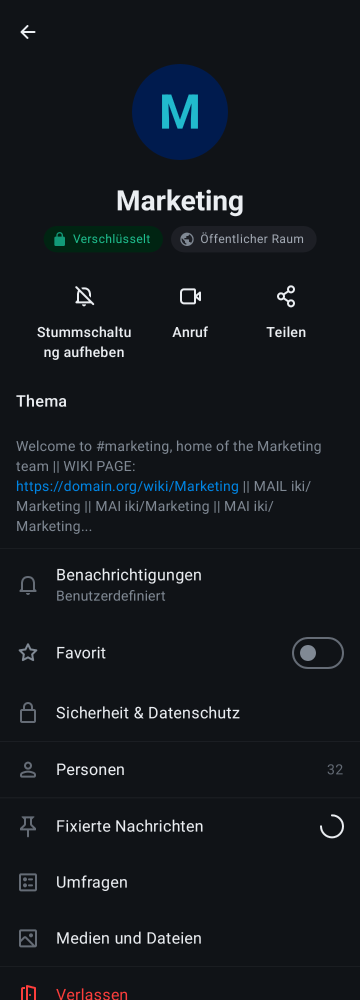 M
Marketing
Verschlüsselt
Öffentlicher Raum
Stummschaltu
ng aufheben
Anruf
Teilen
Thema
Welcome to #marketing, home of the Marketing
team || WIKI PAGE:
https://domain.org/wiki/Marketing || MAIL iki/
Marketing || MAI iki/Marketing || MAI iki/
Marketing...
Benachrichtigungen
Benutzerdefiniert
Favorit
Sicherheit & Datenschutz
Personen
32
Fixierte Nachrichten
Umfragen
Medien und Dateien
Verlassen